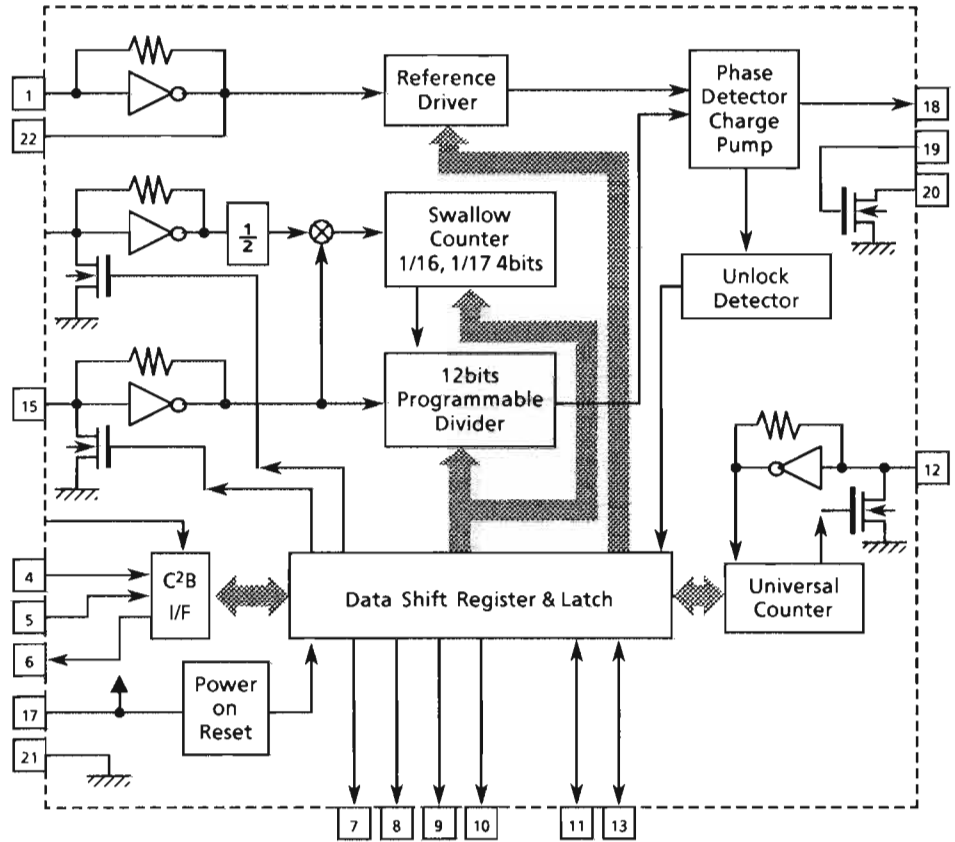 1
22
Reference
Driver
Phase
Detector
Charge
Pump
18
19
20
1
2
Swallow
Counter
1/16, 1/17 4bits
Unlock
Detector
15
12bits
Programmable
Divider
12
4
5
6
17
21
C²B
I/F
Data Shift Register & Latch
Universal
Counter
Power
on
Reset
7
8
9
10
11
13